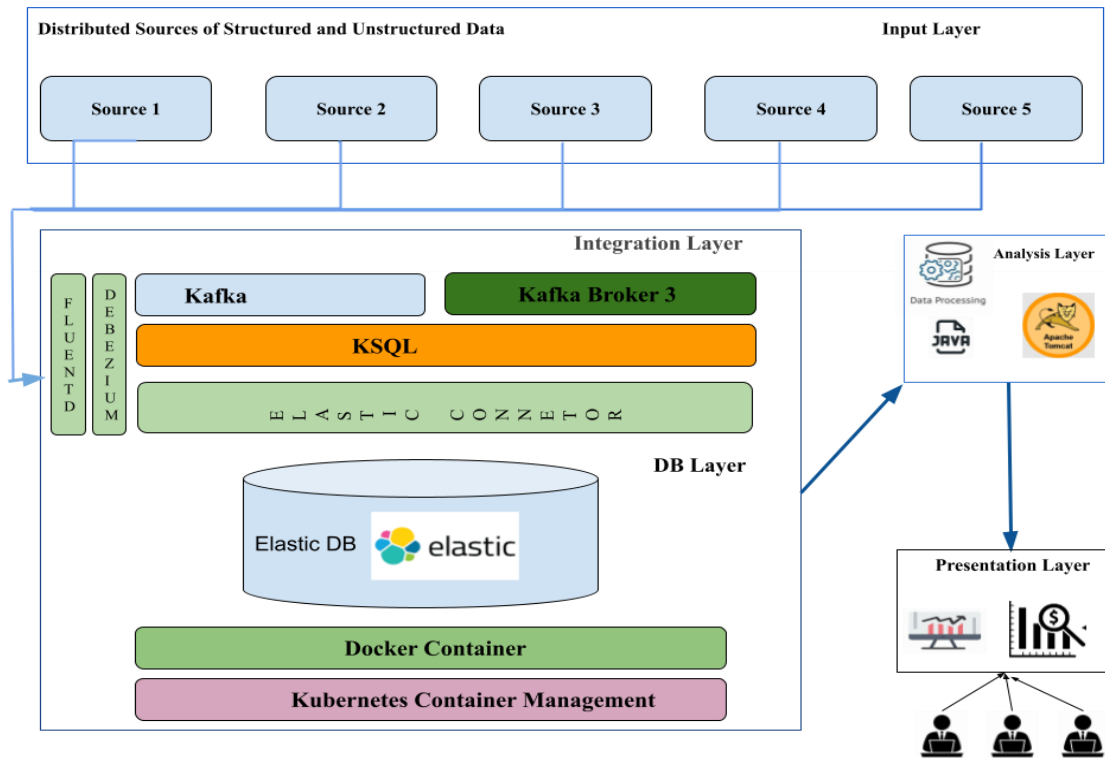 Distributed Sources of Structured and Unstructured Data
Input Layer
Source 1
Source 2
Source 3
Source 4
Source 5
Integration Layer
FLUENTD
DEBEZIUM
Kafka
Kafka Broker 3
KSQL
ELASTIC CONNETOR
DB Layer
Elastic DB
elastic
Docker Container
Kubernetes Container Management
Analysis Layer
Data Processing
JAVA
Apache
Tomcat
Presentation Layer
$